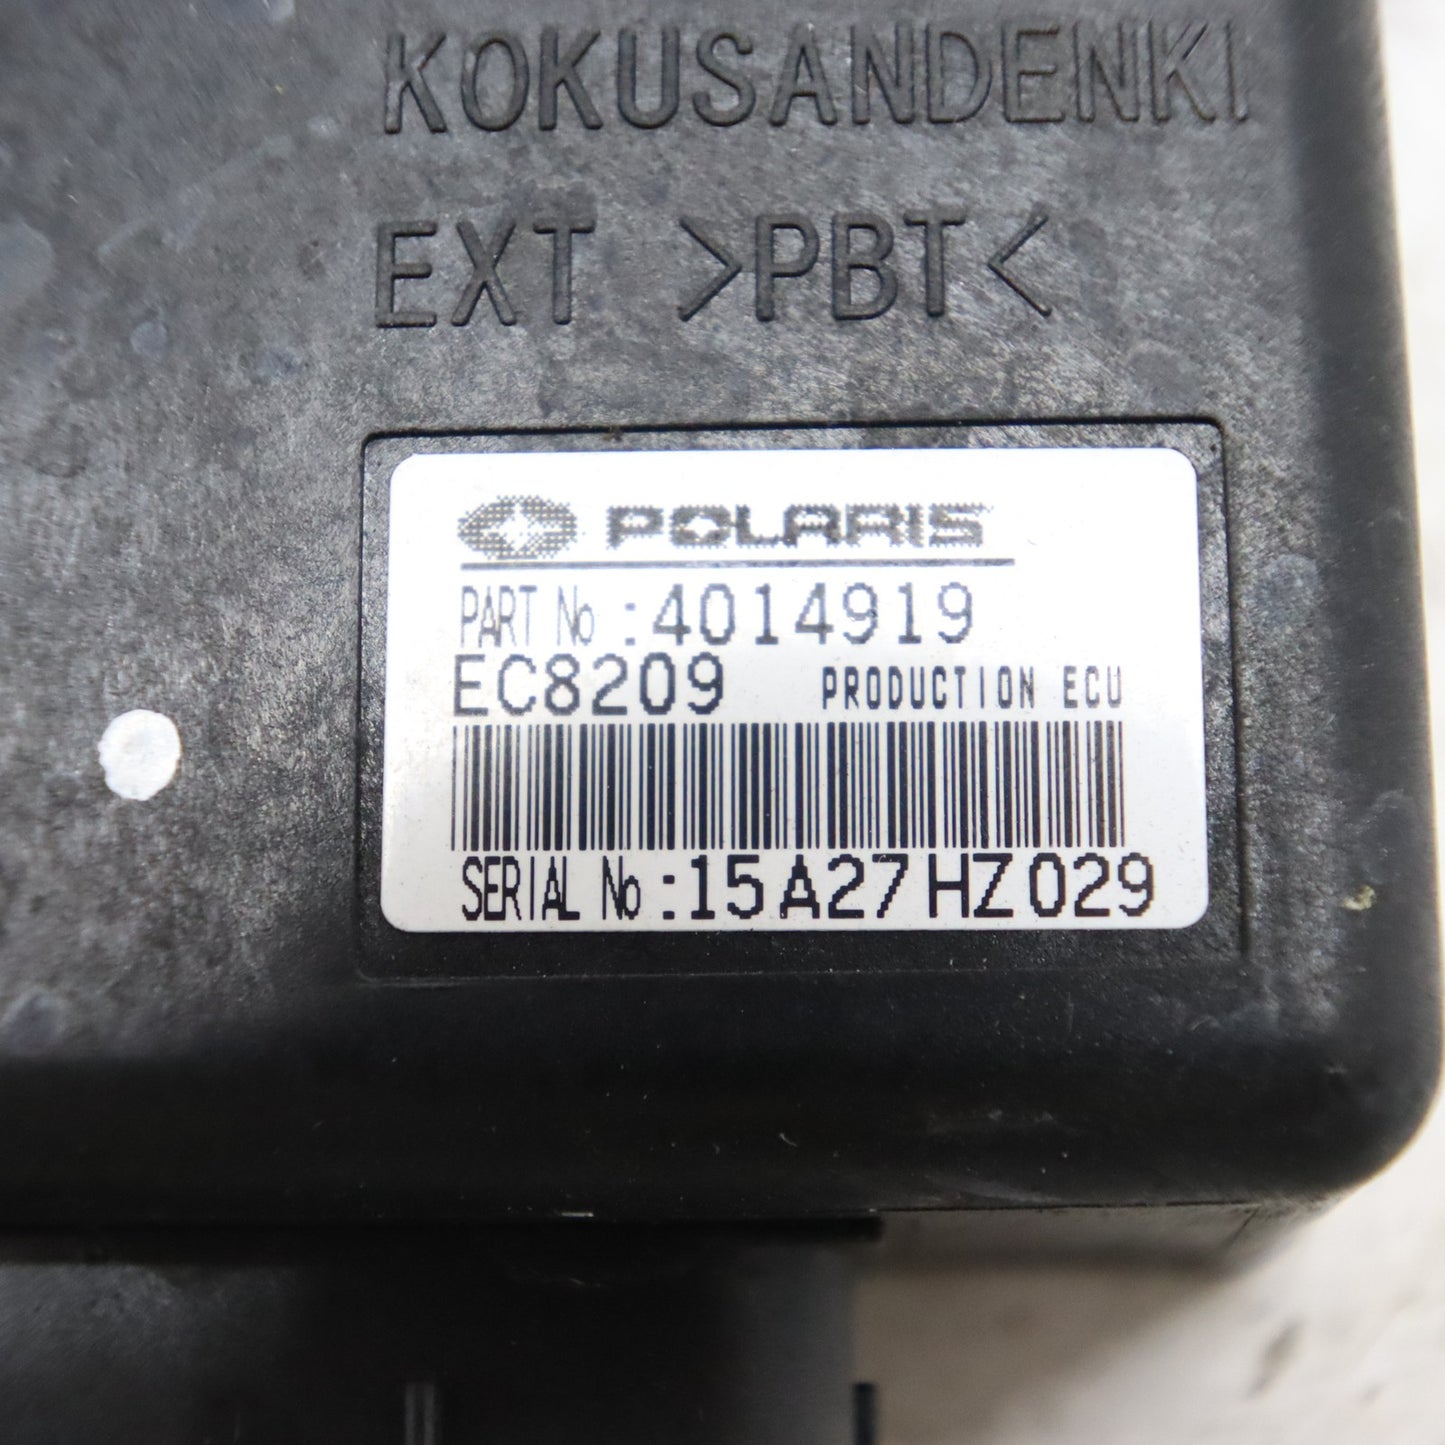 KOKUSANDENKI
EXT >PBT<
POLARIS
PART No :4014919
EC8209 PRODUCTION ECU
SERIAL No :15A27HZ029